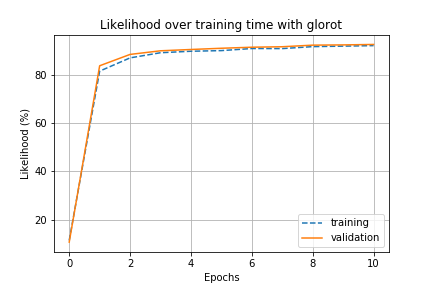 Likelihood over training time with glorot
Likelihood (%)
80
60
40
20
0
2
4
6
8
10
Epochs
training
validation